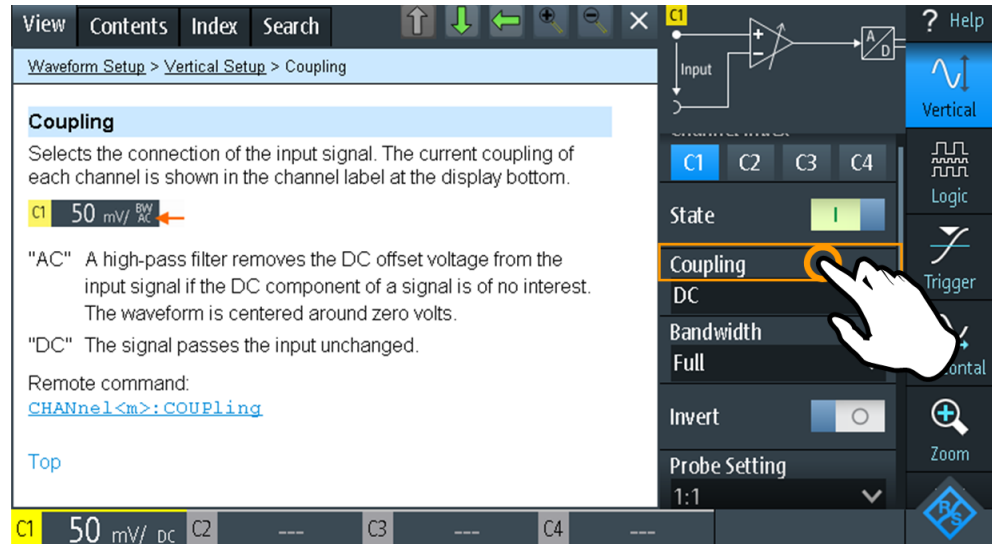 View Contents Index Search
Waveform Setup > Vertical Setup > Coupling
Coupling
Selects the connection of the input signal. The current coupling of
each channel is shown in the channel label at the display bottom.
C1 50 mV/ BW AC
"AC" A high-pass filter removes the DC offset voltage from the
input signal if the DC component of a signal is of no interest.
The waveform is centered around zero volts.
"DC" The signal passes the input unchanged.
Remote command:
CHANnel<m>:COUPling
Top
C1
Input
A
D
C1 C2 C3 C4
State
I
Coupling
DC
Bandwidth
Full
Invert
Probe Setting
1:1
? Help
Vertical
Logic
Trigger
Zoom
R&S
C1 50 mV/ DC C2 --- C3 --- C4 ---